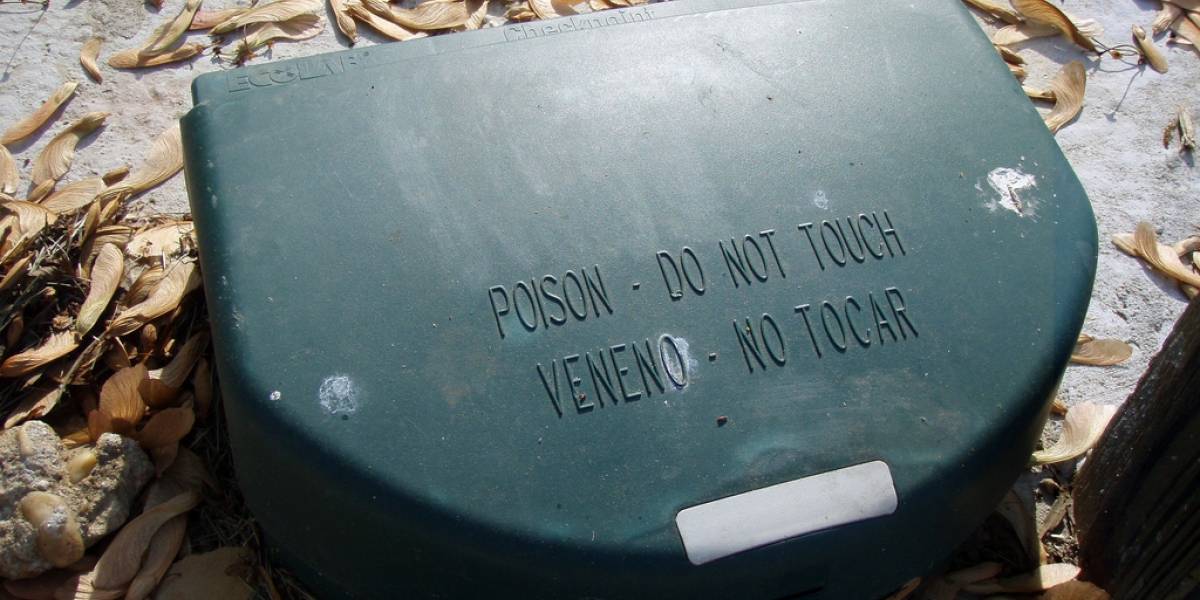 ECOLAB®
Checkpoint
POISON - DO NOT TOUCH
VENENO - NO TOCAR